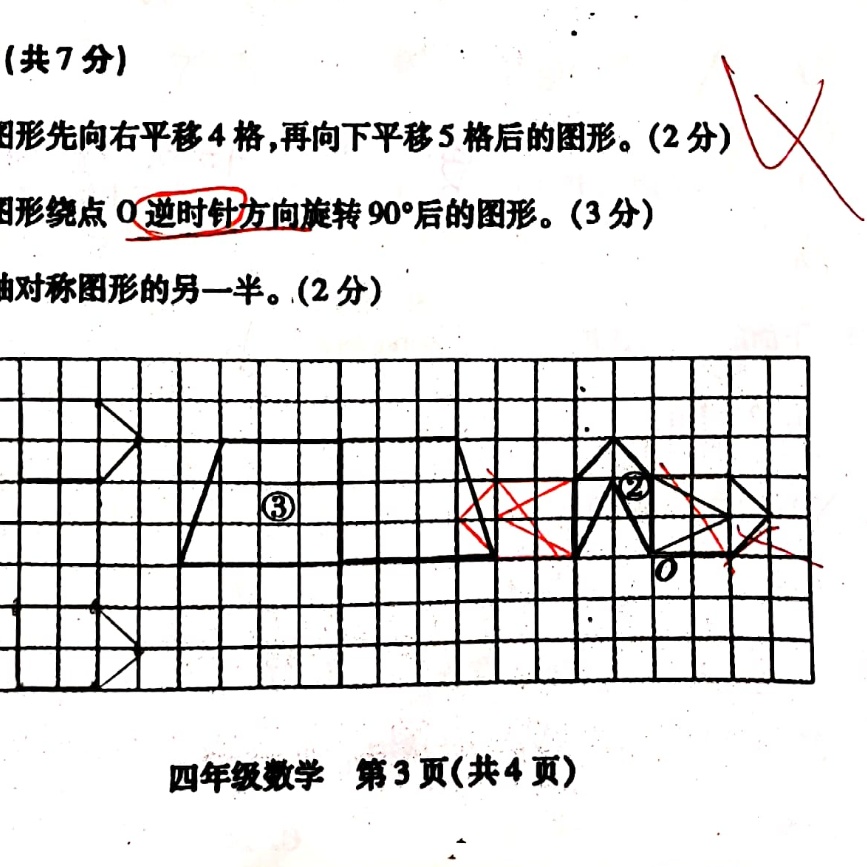 (共7分)
图形先向右平移4格,再向下平移5格后的图形。(2分)
图形绕点O逆时针方向旋转90°后的图形。(3分)
轴对称图形的另一半。(2分)
③
②
O
四年级数学 第3页(共4页)